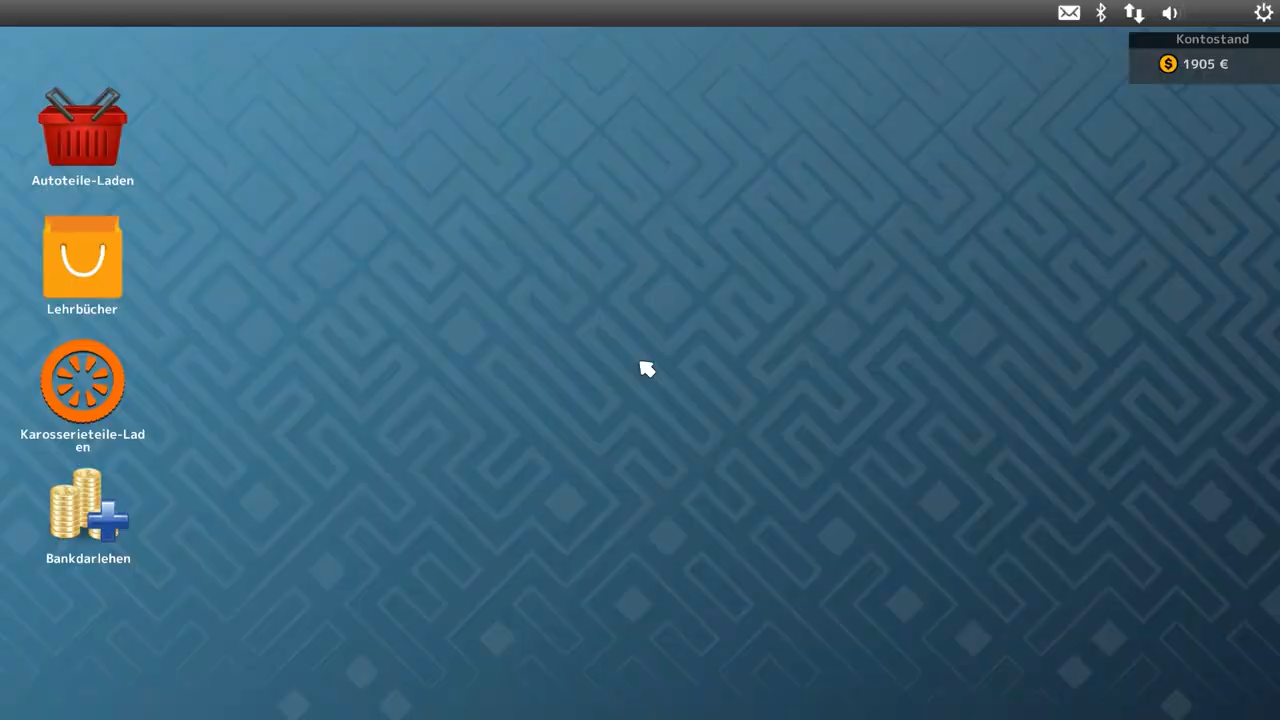 Kontostand
1905 €
Autoteile-Laden
Lehrbücher
Karosserieteile-Lad
en
Bankdarlehen